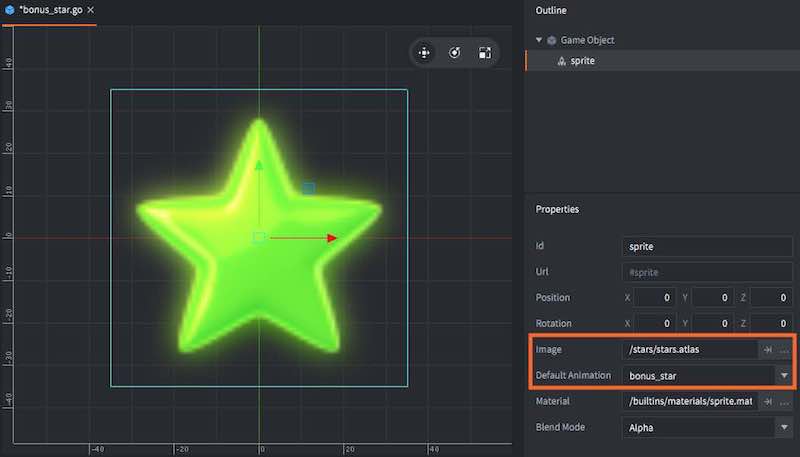 *bonus_star.go ×
Outline
Game Object
sprite
40
30
20
10
0
-10
-20
-30
-40
-40
-20
0
20
40
Properties
Id sprite
Url #sprite
Position X 0 Y 0 Z 0
Rotation X 0 Y 0 Z 0
Image /stars/stars.atlas ...
Default Animation bonus_star
Material /builtins/materials/sprite.mat ...
Blend Mode Alpha